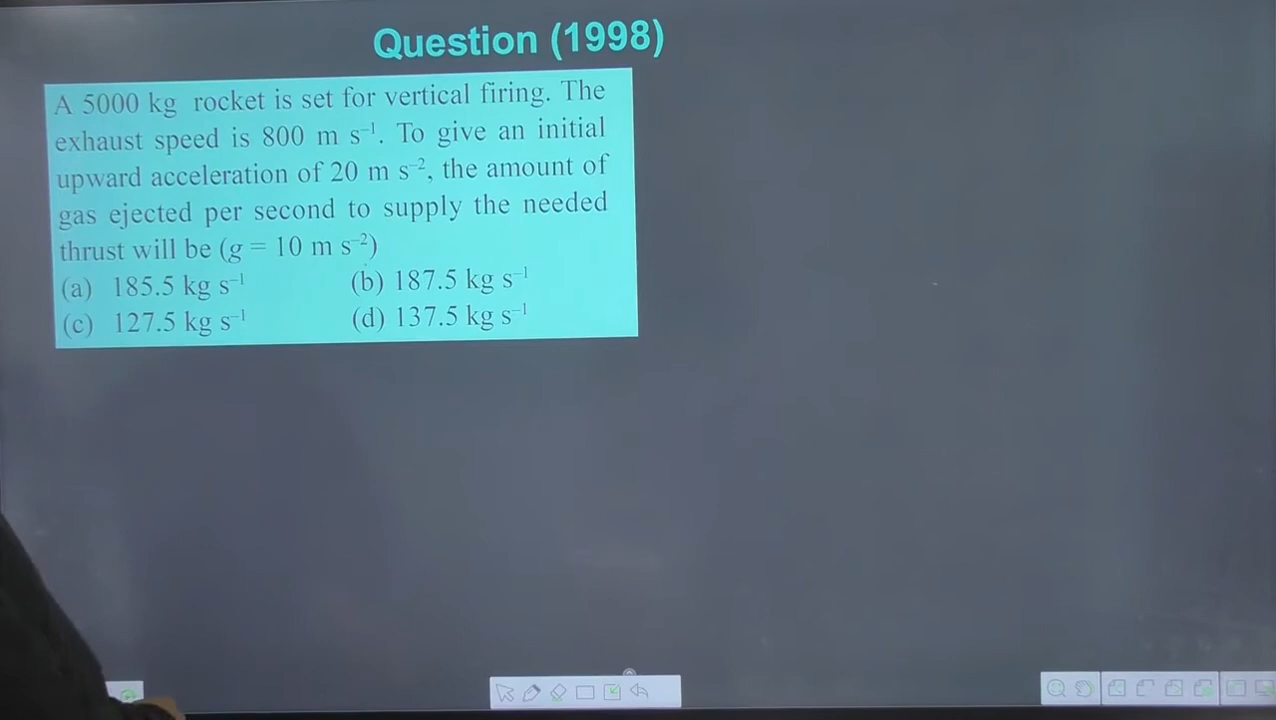 Question (1998)
A 5000 kg rocket is set for vertical firing. The
exhaust speed is 800 m s⁻¹. To give an initial
upward acceleration of 20 m s⁻², the amount of
gas ejected per second to supply the needed
thrust will be (g = 10 m s⁻²)
(a) 185.5 kg s⁻¹ (b) 187.5 kg s⁻¹
(c) 127.5 kg s⁻¹ (d) 137.5 kg s⁻¹